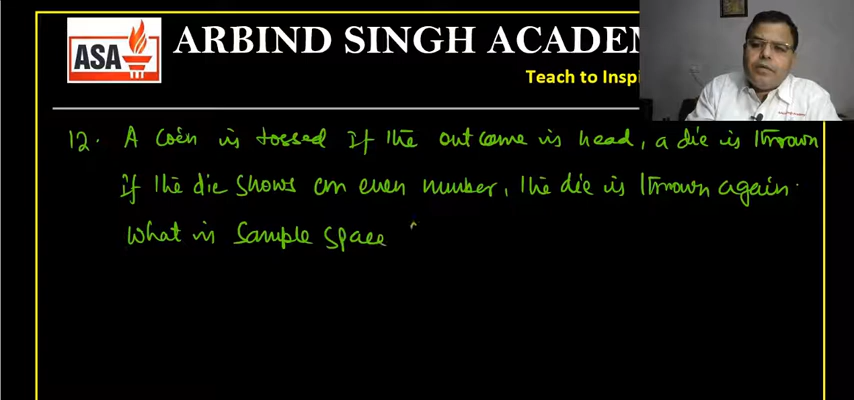 ASA
ARBIND SINGH ACADEM
Teach to Inspi
12. A coin is tossed If the outcome is head, a die is thrown
If the die shows an even number, the die is thrown again.
What is Sample space